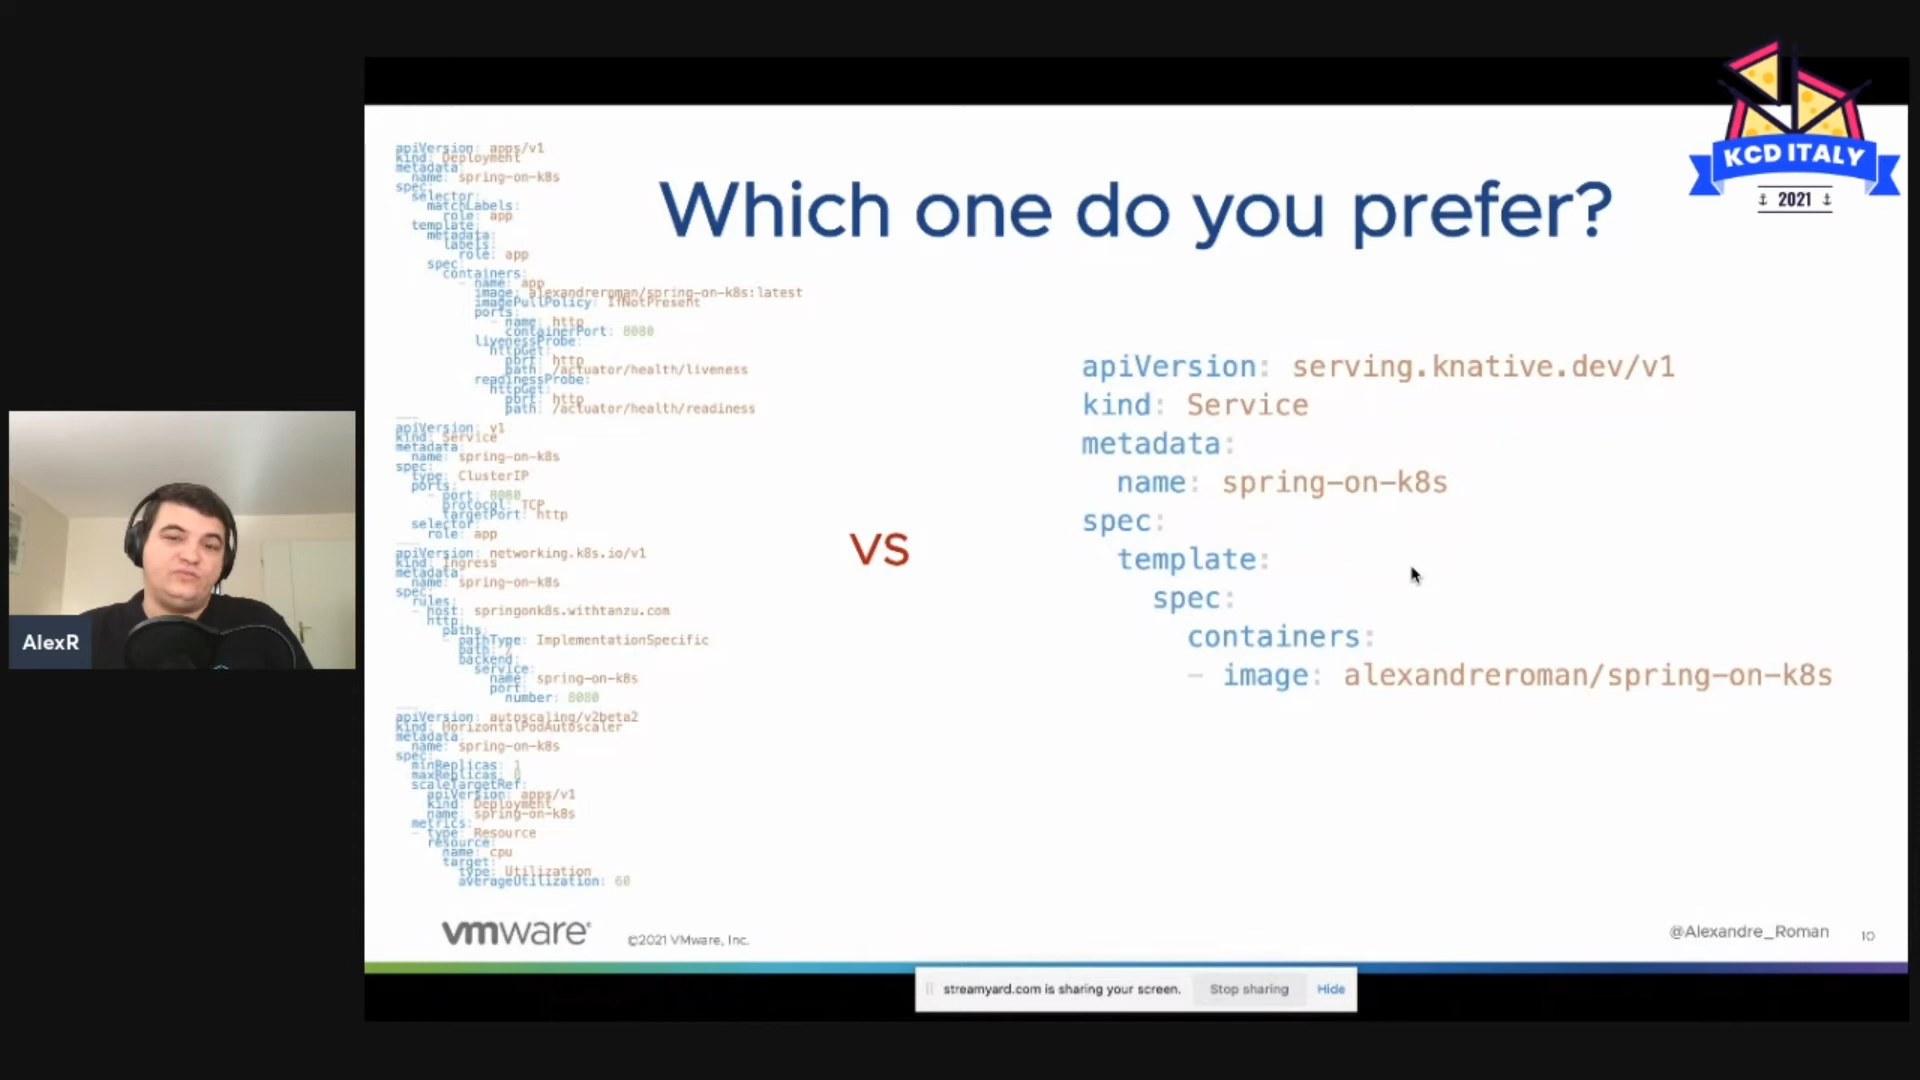 KCD ITALY
2021
Which one do you prefer?
apiVersion: apps/v1
kind: Deployment
metadata:
name: spring-on-k8s
spec:
selector:
matchLabels:
role: app
template:
metadata:
labels:
role: app
spec:
containers:
- name: app
image: alexandreroman/spring-on-k8s:latest
imagePullPolicy: IfNotPresent
ports:
- name: http
containerPort: 8080
livenessProbe:
httpGet:
port: http
path: /actuator/health/liveness
readinessProbe:
httpGet:
port: http
path: /actuator/health/readiness
---
apiVersion: v1
kind: Service
metadata:
name: spring-on-k8s
spec:
type: ClusterIP
ports:
- port: 8080
protocol: TCP
targetPort: http
selector:
role: app
---
apiVersion: networking.k8s.io/v1
kind: Ingress
metadata:
name: spring-on-k8s
spec:
rules:
- host: springonk8s.withtanzu.com
http:
paths:
- pathType: ImplementationSpecific
path: /
backend:
service:
name: spring-on-k8s
port:
number: 8080
---
apiVersion: autoscaling/v2beta2
kind: HorizontalPodAutoscaler
metadata:
name: spring-on-k8s
spec:
minReplicas: 1
maxReplicas:
scaleTargetRef:
apiVersion: apps/v1
kind: Deployment
name: spring-on-k8s
metrics:
- type: Resource
resource:
name: cpu
target:
type: Utilization
averageUtilization: 60
VS
apiVersion: serving.knative.dev/v1
kind: Service
metadata:
name: spring-on-k8s
spec:
template:
spec:
containers:
- image: alexandreroman/spring-on-k8s
AlexR
vmware®
©2021 VMware, Inc.
@Alexandre_Roman
10
streamyard.com is sharing your screen.
Stop sharing
Hide